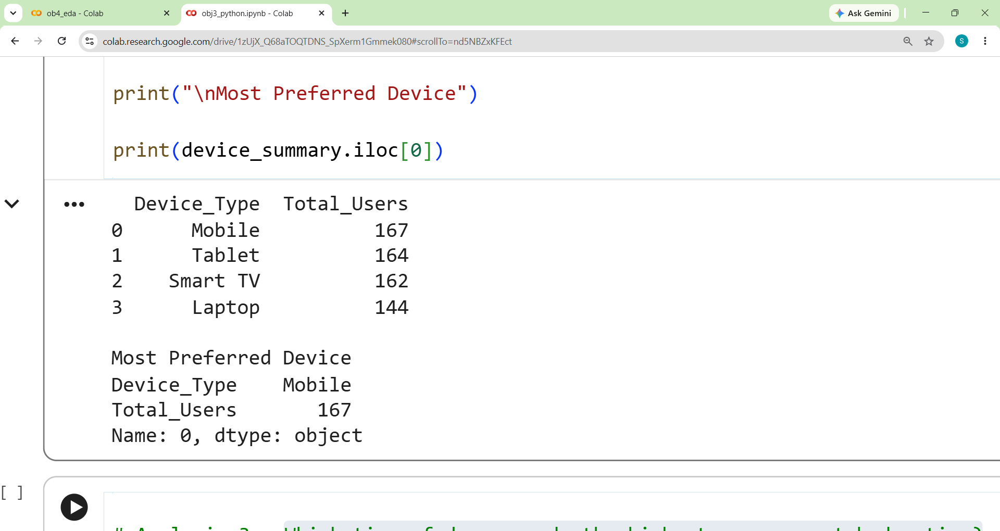 ob4_eda - Colab
obj3_python.ipynb - Colab
Ask Gemini
colab.research.google.com/drive/1zUjX_Q68aTOQTDNS_SpXerm1Gmmek080#scrollTo=nd5NBZxKFEct
S
print("\nMost Preferred Device")
print(device_summary.iloc[0])
Device_Type Total_Users
0 Mobile 167
1 Tablet 164
2 Smart TV 162
3 Laptop 144
Most Preferred Device
Device_Type Mobile
Total_Users 167
Name: 0, dtype: object
[ ]